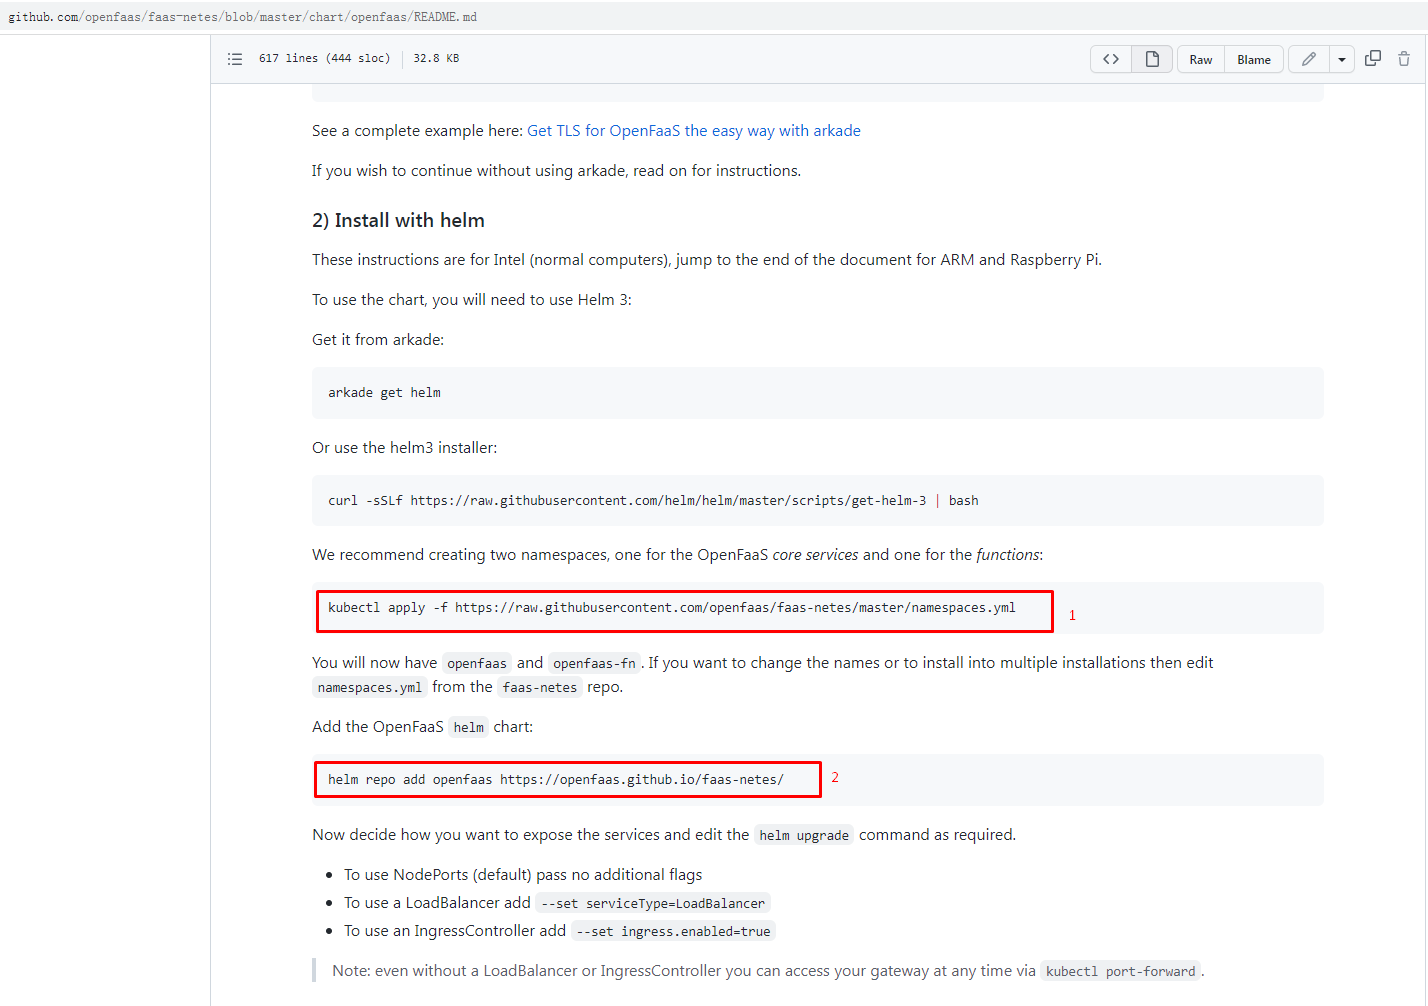 github.com/openfaas/faas-netes/blob/master/chart/openfaas/README.md
617 lines (444 sloc) 32.8 KB Raw Blame
See a complete example here: Get TLS for OpenFaaS the easy way with arkade
If you wish to continue without using arkade, read on for instructions.
2) Install with helm
These instructions are for Intel (normal computers), jump to the end of the document for ARM and Raspberry Pi.
To use the chart, you will need to use Helm 3:
Get it from arkade:
arkade get helm
Or use the helm3 installer:
curl -sSLf https://raw.githubusercontent.com/helm/helm/master/scripts/get-helm-3 | bash
We recommend creating two namespaces, one for the OpenFaaS core services and one for the functions:
kubectl apply -f https://raw.githubusercontent.com/openfaas/faas-netes/master/namespaces.yml 1
You will now have openfaas and openfaas-fn. If you want to change the names or to install into multiple installations then edit
namespaces.yml from the faas-netes repo.
Add the OpenFaaS helm chart:
helm repo add openfaas https://openfaas.github.io/faas-netes/ 2
Now decide how you want to expose the services and edit the helm upgrade command as required.
• To use NodePorts (default) pass no additional flags
• To use a LoadBalancer add --set serviceType=LoadBalancer
• To use an IngressController add --set ingress.enabled=true
Note: even without a LoadBalancer or IngressController you can access your gateway at any time via kubectl port-forward.